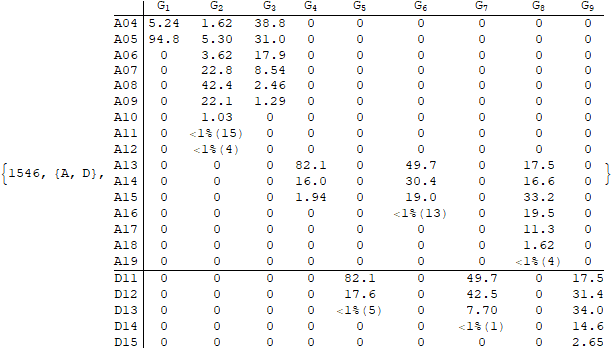 G₁ G₂ G₃ G₄ G₅ G₆ G₇ G₈ G₉
A04 5.24 1.62 38.8 0 0 0 0 0 0
A05 94.8 5.30 31.0 0 0 0 0 0 0
A06 0 3.62 17.9 0 0 0 0 0 0
A07 0 22.8 8.54 0 0 0 0 0 0
A08 0 42.4 2.46 0 0 0 0 0 0
A09 0 22.1 1.29 0 0 0 0 0 0
A10 0 1.03 0 0 0 0 0 0 0
A11 0 <1%(15) 0 0 0 0 0 0 0
A12 0 <1%(4) 0 0 0 0 0 0 0
{1546, {A, D}, A13 0 0 0 82.1 0 49.7 0 17.5 0 }
A14 0 0 0 16.0 0 30.4 0 16.6 0
A15 0 0 0 1.94 0 19.0 0 33.2 0
A16 0 0 0 0 0 <1%(13) 0 19.5 0
A17 0 0 0 0 0 0 0 11.3 0
A18 0 0 0 0 0 0 0 1.62 0
A19 0 0 0 0 0 0 0 <1%(4) 0
D11 0 0 0 0 82.1 0 49.7 0 17.5
D12 0 0 0 0 17.6 0 42.5 0 31.4
D13 0 0 0 0 <1%(5) 0 7.70 0 34.0
D14 0 0 0 0 0 0 <1%(1) 0 14.6
D15 0 0 0 0 0 0 0 0 2.65